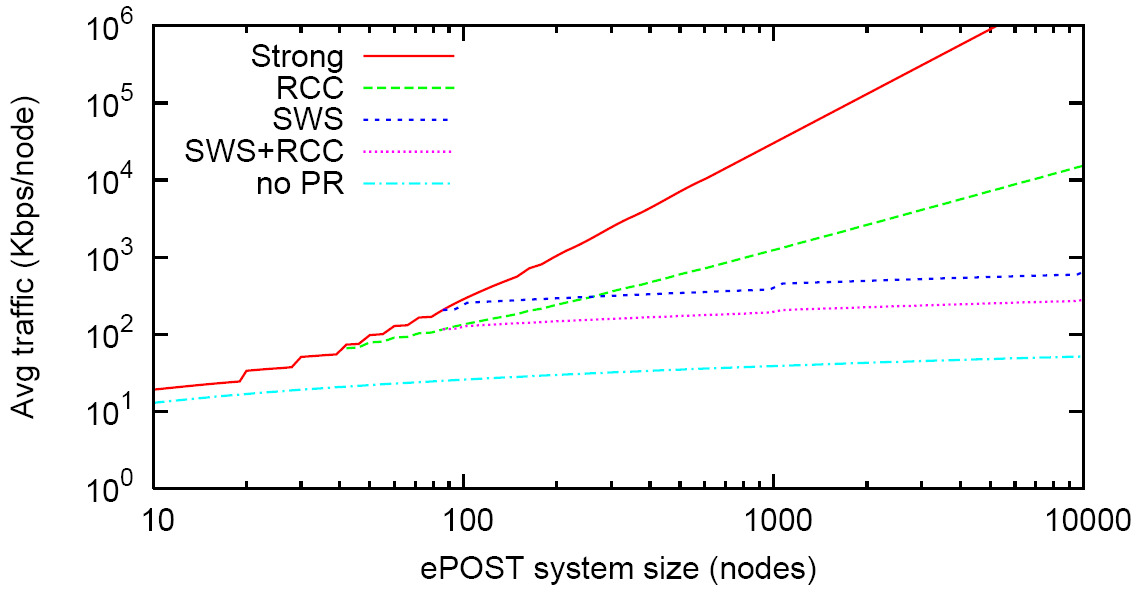 10^6
10^5
10^4
10^3
10^2
10^1
10^0
Avg traffic (Kbps/node)
Strong
RCC
SWS
SWS+RCC
no PR
10 100 1000 10000
ePOST system size (nodes)